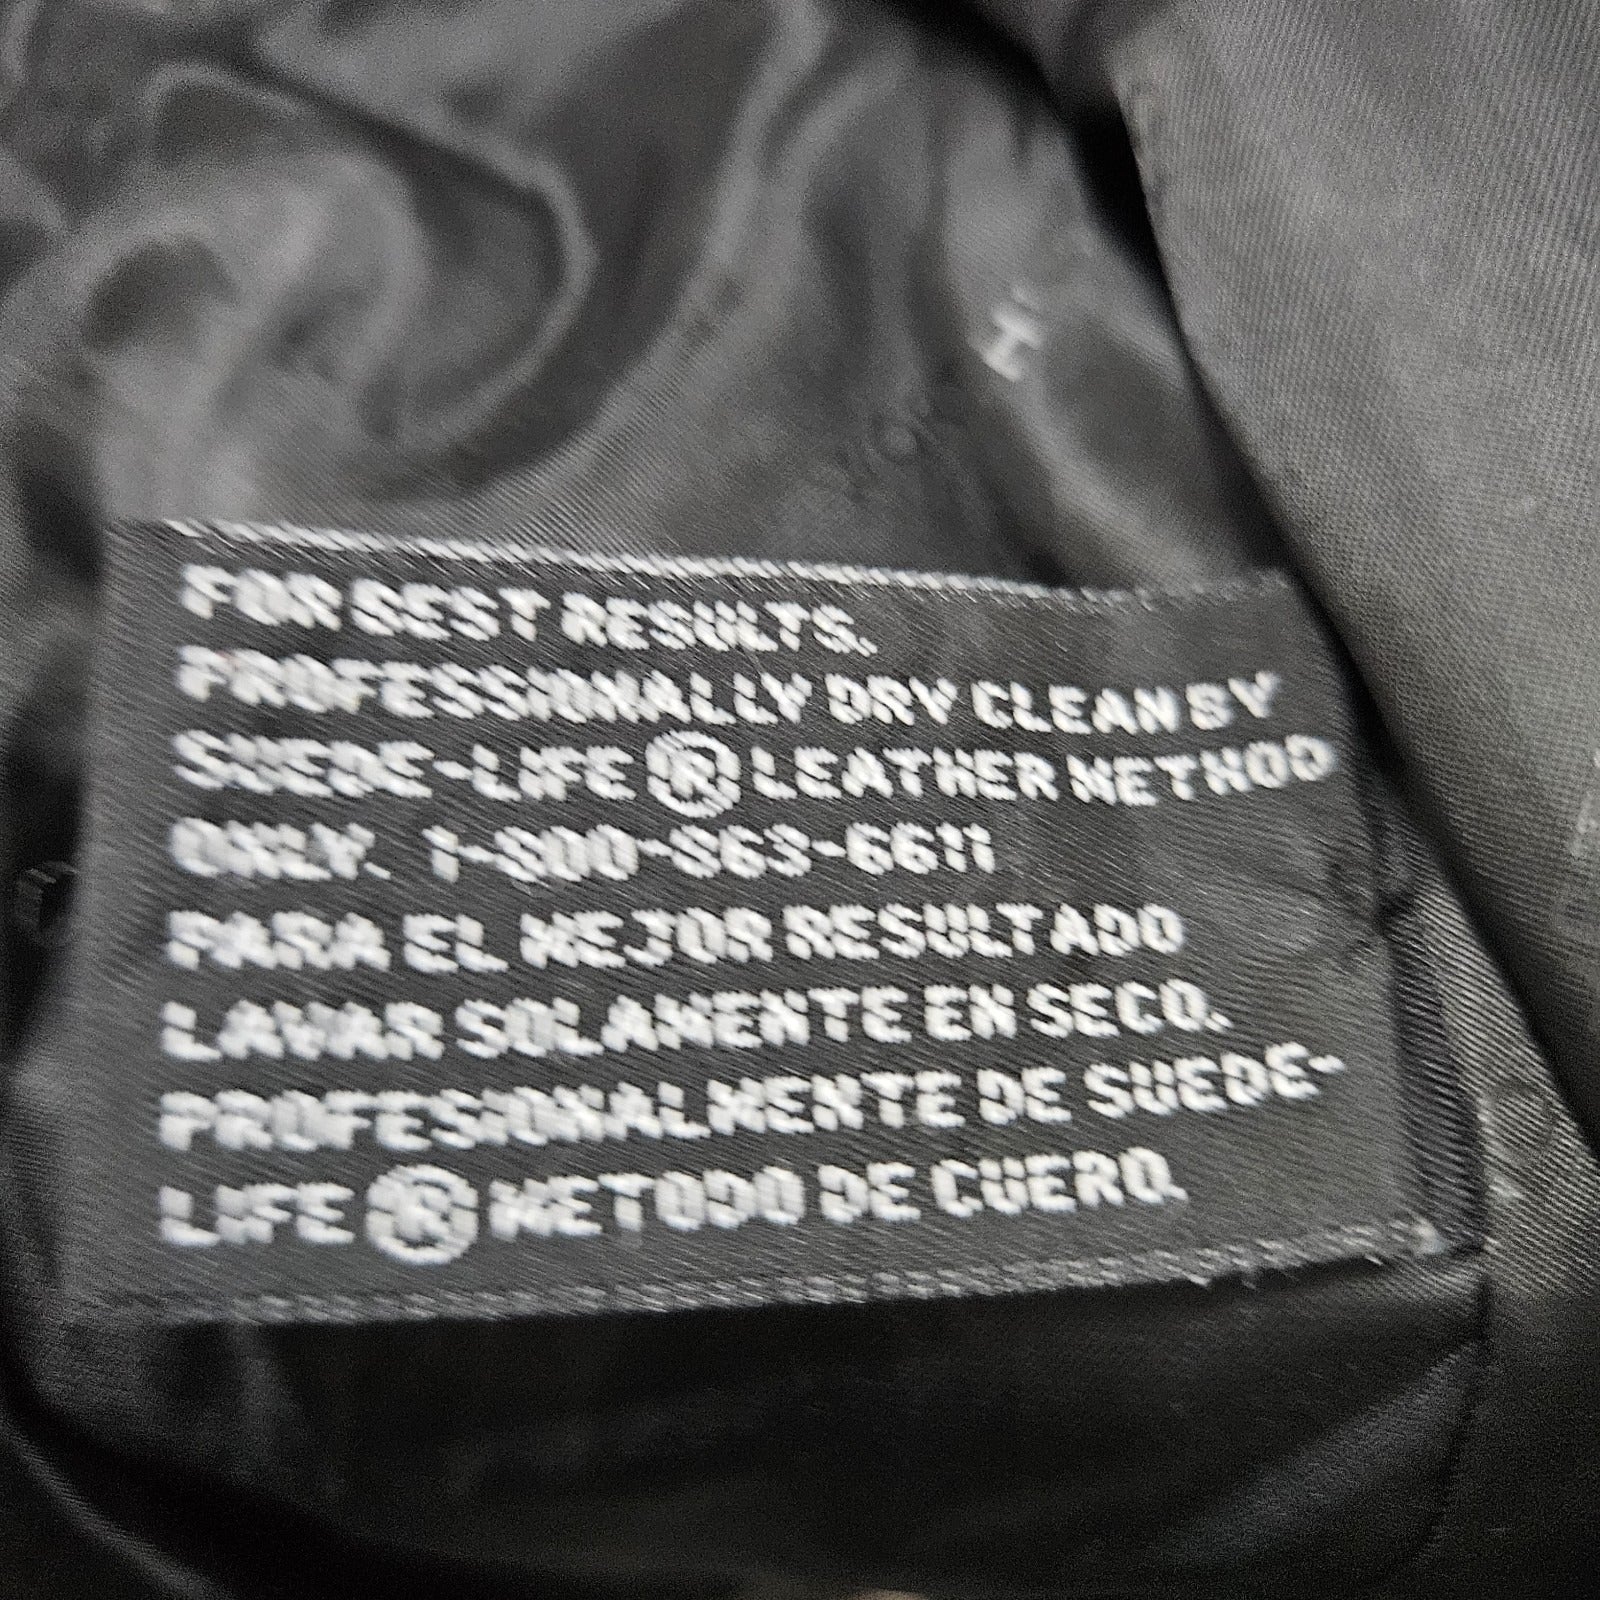 FOR BEST RESULTS,
PROFESSIONALLY DRY CLEAN BY
SUEDE-LIFE ® LEATHER METHOD
ONLY. 1-800-863-6611
PARA EL MEJOR RESULTADO
LAVAR SOLAMENTE EN SECO.
PROFESIONALMENTE DE SUEDE-
LIFE ® METODO DE CUERO.